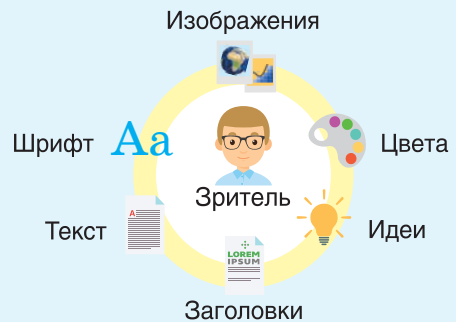 Изображения
Шрифт
Aa
Цвета
Зритель
Текст
A
Идеи
LOREM
IPSUM
Заголовки